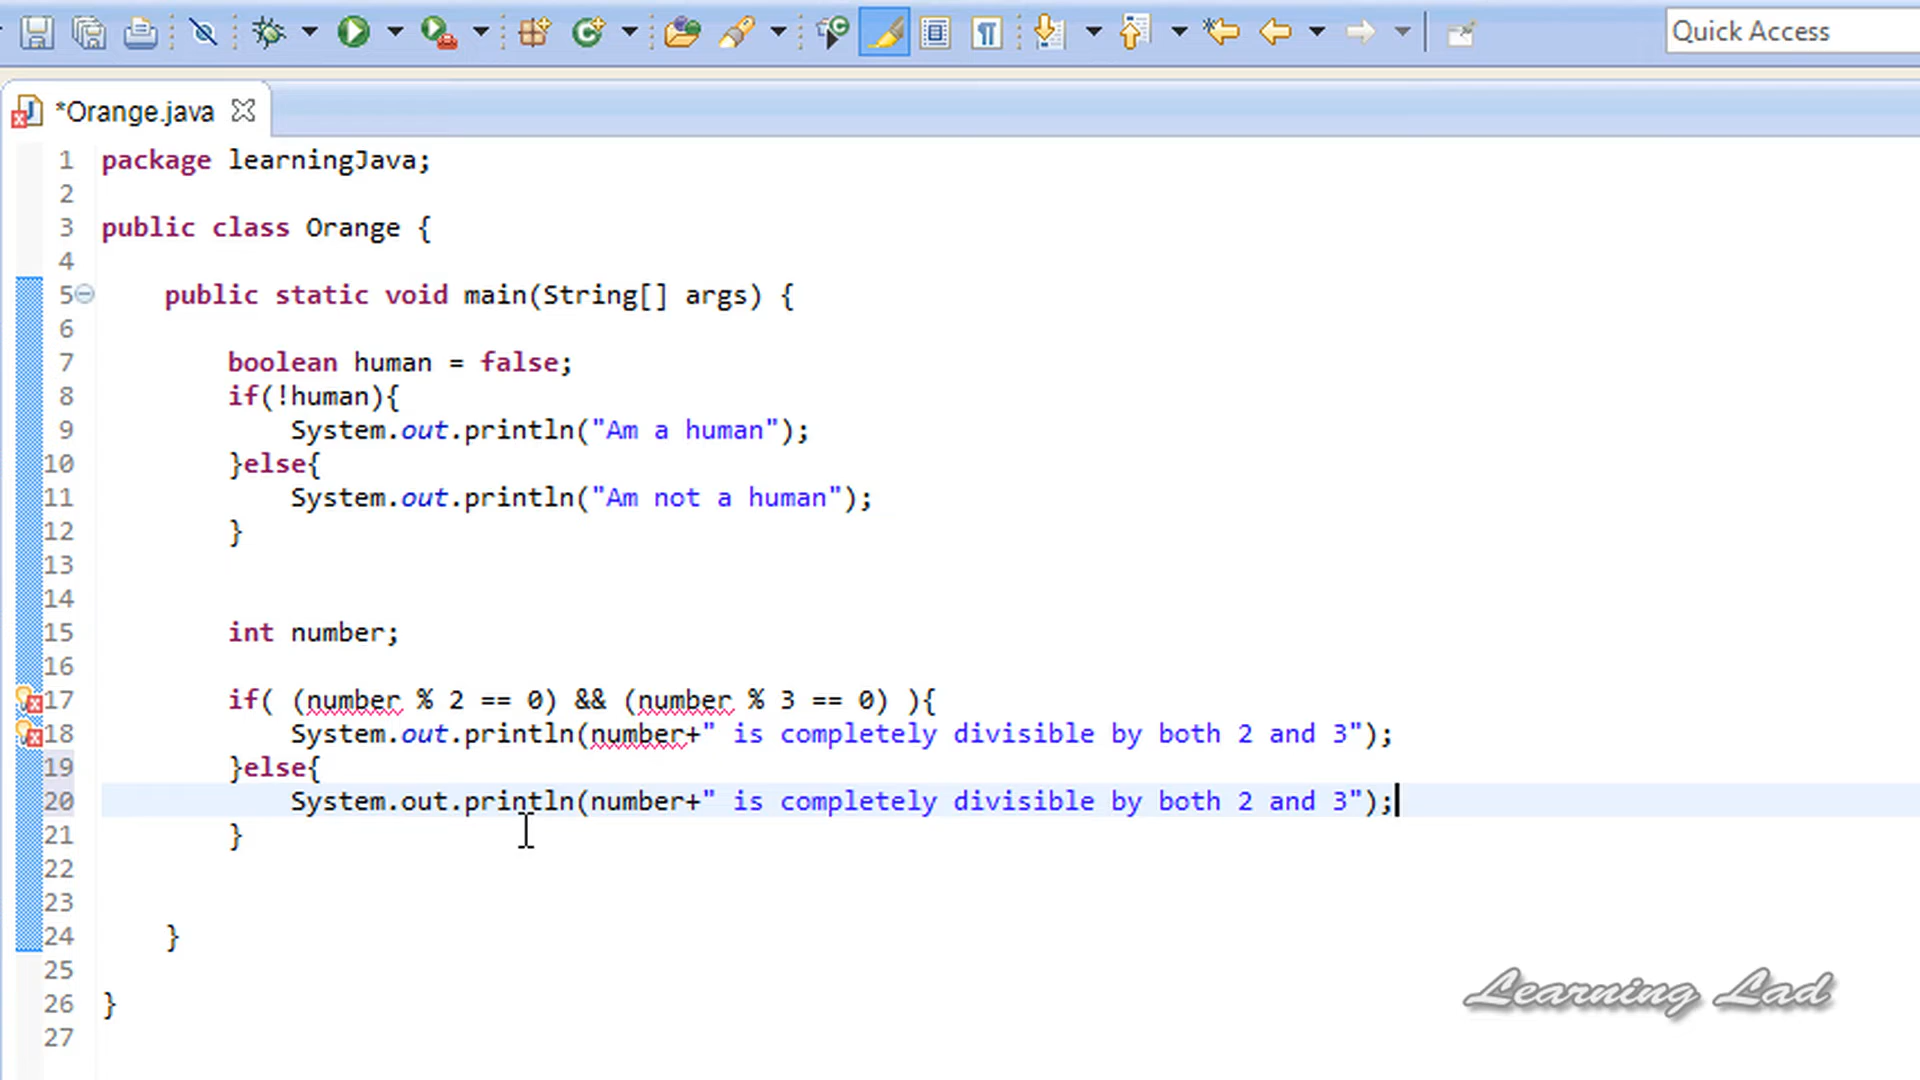 Quick Access
*Orange.java
1 package learningJava;
2
3 public class Orange {
4
5 public static void main(String[] args) {
6
7 boolean human = false;
8 if(!human){
9 System.out.println("Am a human");
10 }else{
11 System.out.println("Am not a human");
12 }
13
14
15 int number;
16
17 if( (number % 2 == 0) && (number % 3 == 0) ){
18 System.out.println(number+" is completely divisible by both 2 and 3");
19 }else{
20 System.out.println(number+" is completely divisible by both 2 and 3");
21 }
22
23
24 }
25
26 }
27
Learning Lad